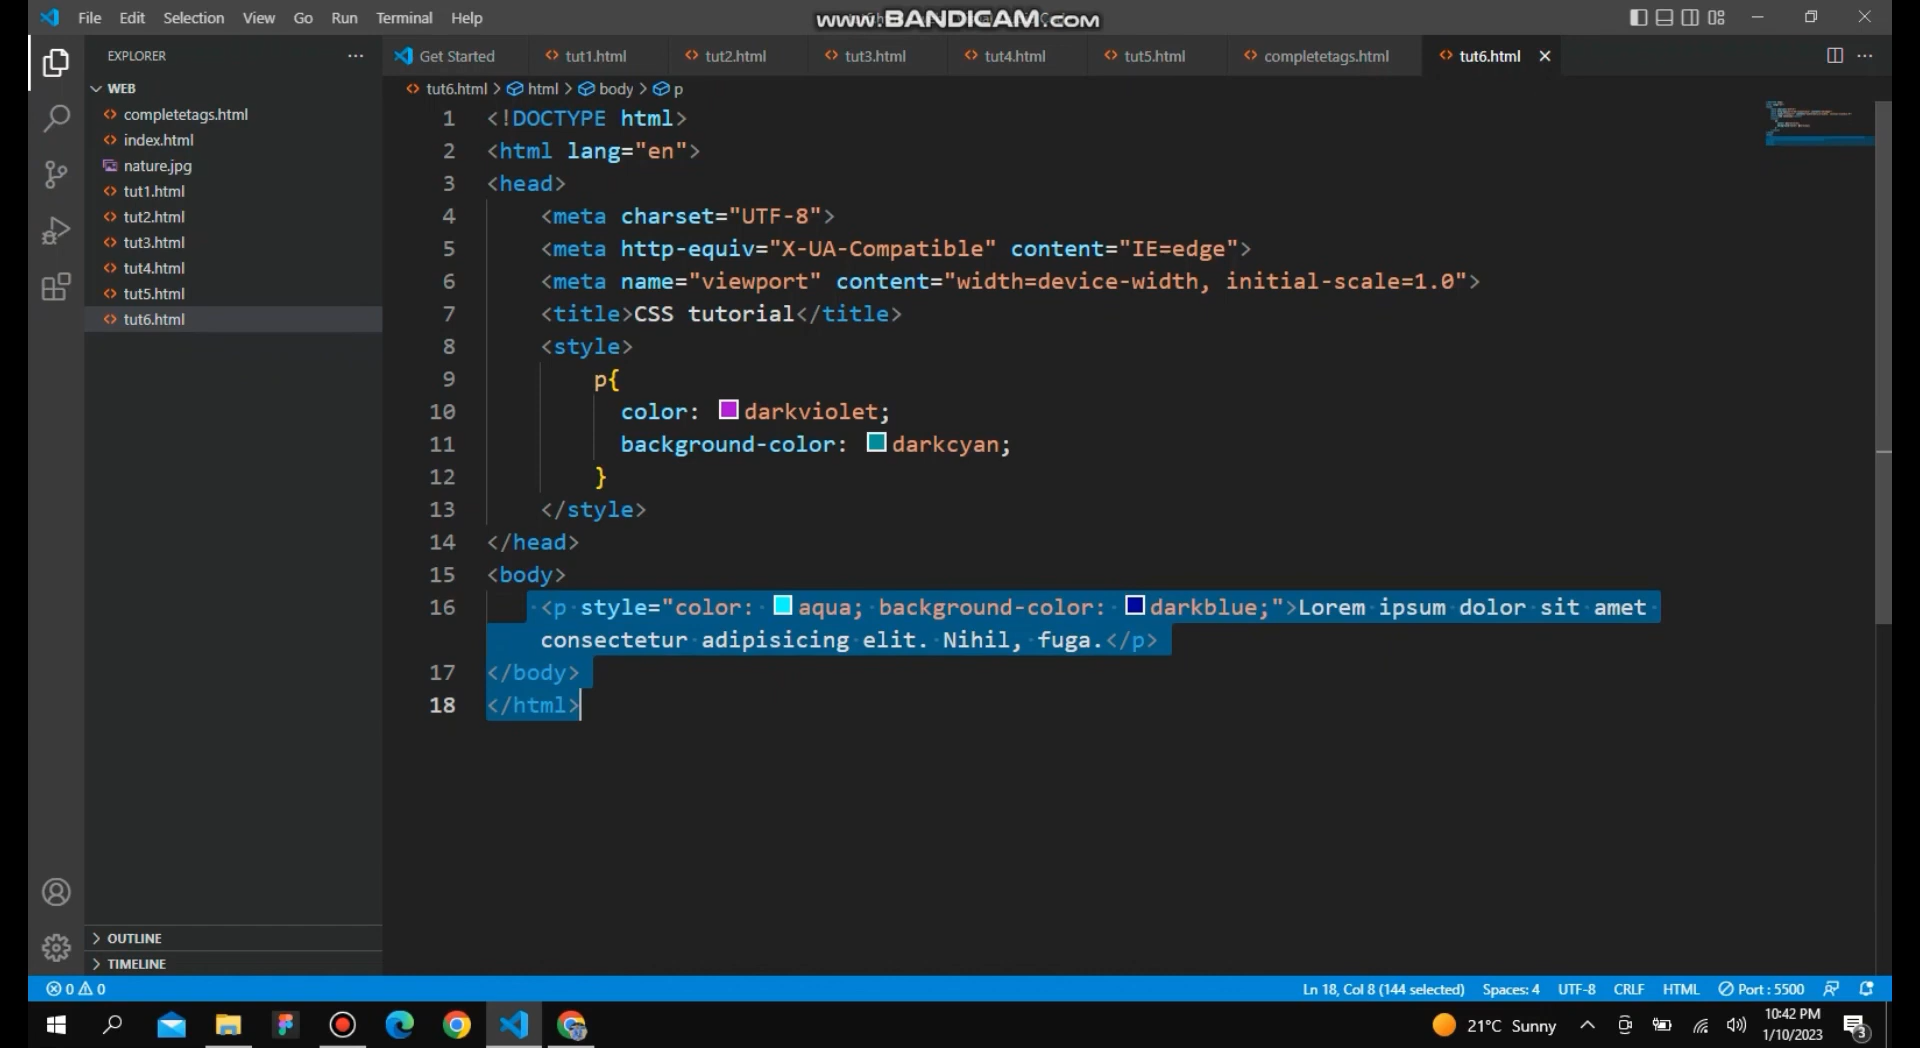 File Edit Selection View Go Run Terminal Help
www.BANDICAM.com
EXPLORER
Get Started
tut1.html
tut2.html
tut3.html
tut4.html
tut5.html
completetags.html
tut6.html
WEB
completetags.html
index.html
nature.jpg
tut1.html
tut2.html
tut3.html
tut4.html
tut5.html
tut6.html
OUTLINE
TIMELINE
tut6.html > html > body > p
1 <!DOCTYPE html>
2 <html lang="en">
3 <head>
4 <meta charset="UTF-8">
5 <meta http-equiv="X-UA-Compatible" content="IE=edge">
6 <meta name="viewport" content="width=device-width, initial-scale=1.0">
7 <title>CSS tutorial</title>
8 <style>
9 p{
10 color: darkviolet;
11 background-color: darkcyan;
12 }
13 </style>
14 </head>
15 <body>
16 <p style="color: aqua; background-color: darkblue;">Lorem ipsum dolor sit amet
consectetur adipisicing elit. Nihil, fuga.</p>
17 </body>
18 </html>
0 0
Ln 18, Col 8 (144 selected) Spaces: 4 UTF-8 CRLF HTML Port : 5500
21°C Sunny
10:42 PM
1/10/2023
3